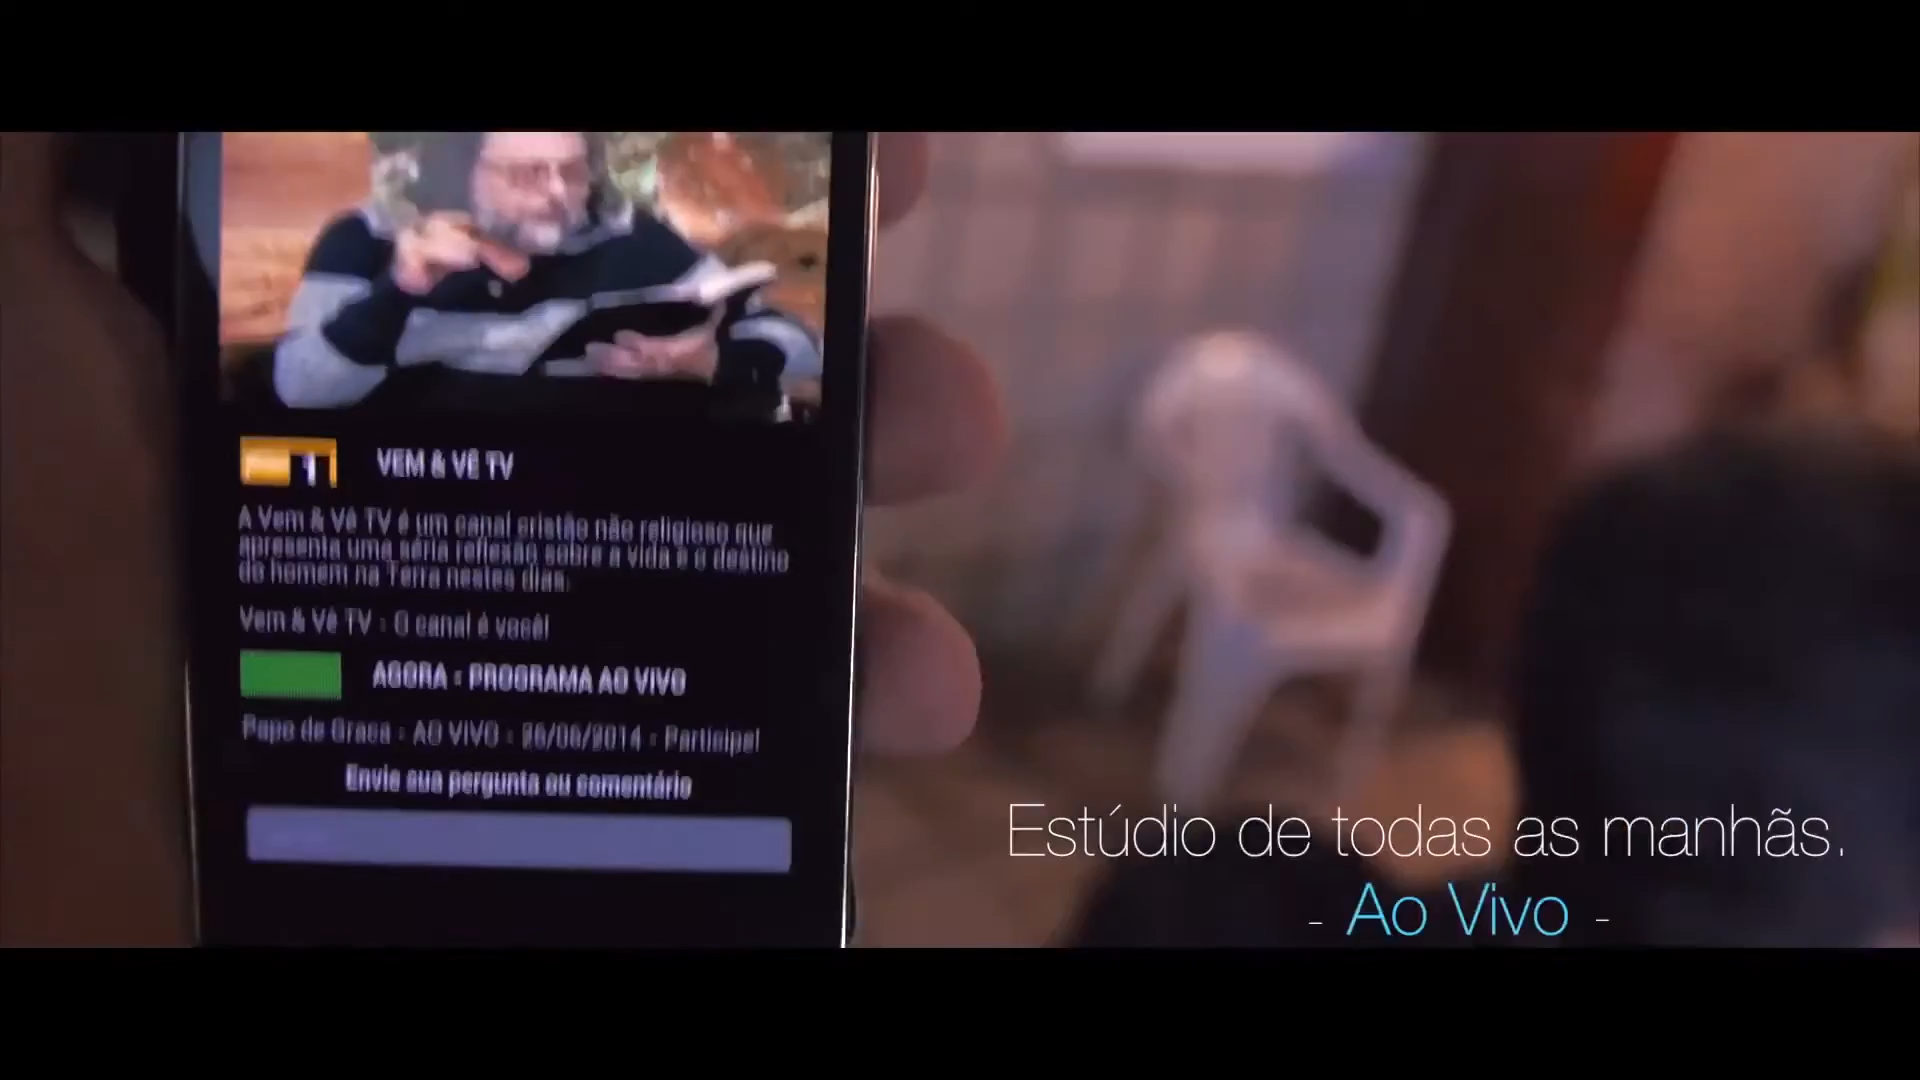 VEM & VÊ TV
A Vem & Vê TV é um canal cristão não religioso que
apresenta uma séria reflexão sobre a vida e o destino
do homem na Terra nestes dias.
Vem & Vê TV - O canal é você!
AGORA - PROGRAMA AO VIVO
Papo de Graça - AO VIVO - 26/06/2014 - Participe!
Envie sua pergunta ou comentário
Estúdio de todas as manhãs.
- Ao Vivo -